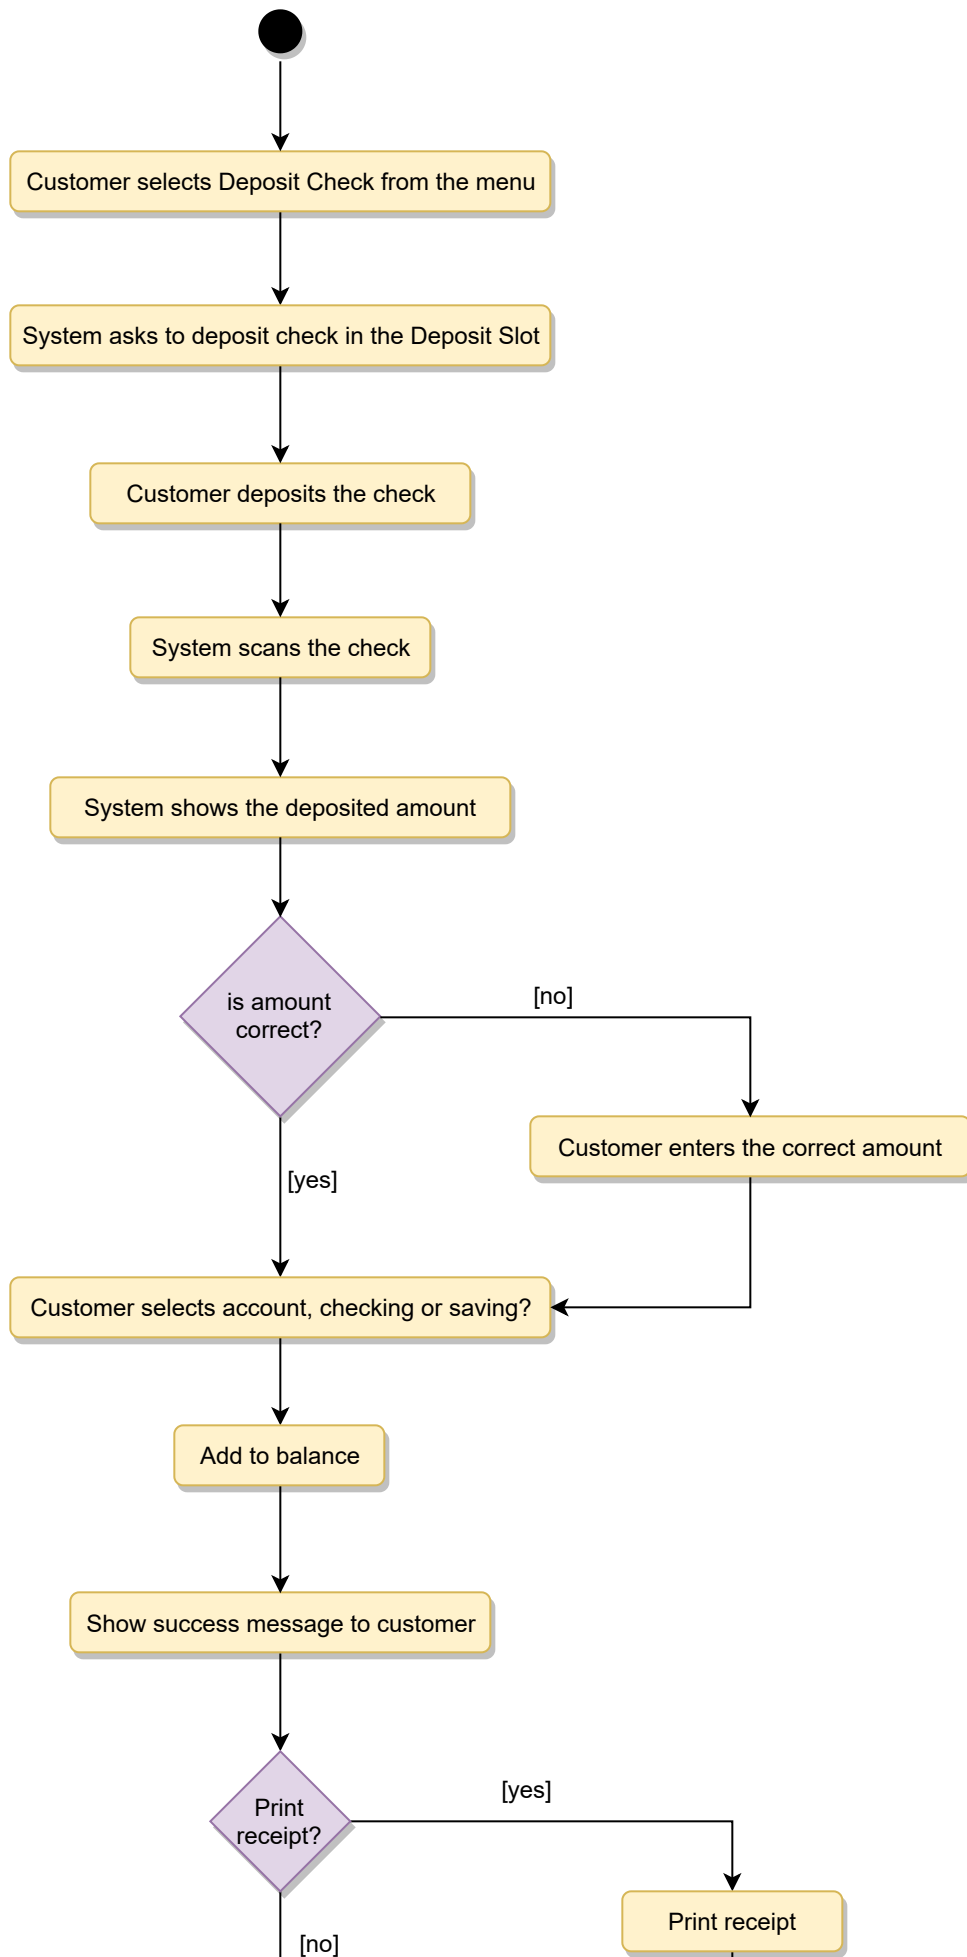 Customer selects Deposit Check from the menu
System asks to deposit check in the Deposit Slot
Customer deposits the check
System scans the check
System shows the deposited amount
is amount
correct?
[no]
Customer enters the correct amount
[yes]
Customer selects account, checking or saving?
Add to balance
Show success message to customer
Print
receipt?
[yes]
Print receipt
[no]